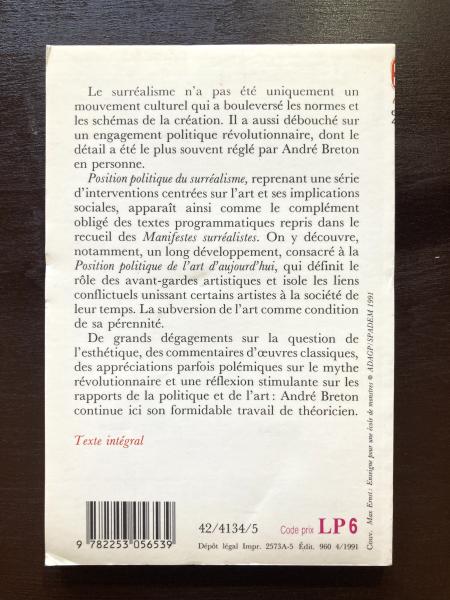 Le surréalisme n'a pas été uniquement un
mouvement culturel qui a bouleversé les normes et
les schémas de la création. Il a aussi débouché sur
un engagement politique révolutionnaire, dont le
détail a été le plus souvent réglé par André Breton
en personne.
Position politique du surréalisme, reprenant une série
d'interventions centrées sur l'art et ses implications
sociales, apparaît ainsi comme le complément
obligé des textes programmatiques repris dans
le recueil des Manifestes surréalistes. On y découvre,
notamment, un long développement, consacré à la
Position politique de l'art d'aujourd'hui, qui définit le
rôle des avant-gardes artistiques et isole les liens
conflictuels unissant certains artistes à la société de
leur temps. La subversion de l'art comme condition
de sa pérennité.
De grands dégagements sur la question de
l'esthétique, des commentaires d'œuvres classiques,
des appréciations parfois polémiques sur le mythe
révolutionnaire et une réflexion stimulante sur les
rapports de la politique et de l'art : André Breton
continue ici son formidable travail de théoricien.
Texte intégral
Couv. Max Ernst : Enseigne pour une école de monstres © ADAGP/SPADEM 1991
42/4134/5
Code prix LP6
9 782253 056539
Dépôt légal Impr. 2573A-5 Édit. 960 4/1991